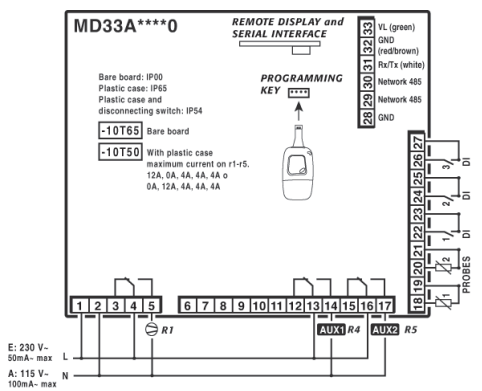 MD33A****0
REMOTE DISPLAY and
SERIAL INTERFACE
33 VL (green)
32 GND
(red/brown)
31 Rx/Tx (white)
30 Network 485
29 Network 485
28 GND
Bare board: IP00
Plastic case: IP65
Plastic case and
disconnecting switch: IP54
PROGRAMMING
KEY
-10T65 Bare board
-10T50 With plastic case
maximum current on r1-r5.
12A, 0A, 4A, 4A, 4A o
0A, 12A, 4A, 4A, 4A
27
26 3 DI
25
24 2 DI
23
22 1 DI
21
20 2
19
18 1
PROBES
1 2 3 4 5 6 7 8 9 10 11 12 13 14 15 16 17
R1 AUX1 R4 AUX2 R5
E: 230 V~
50mA~ max L
A: 115 V~ N
100mA~ max